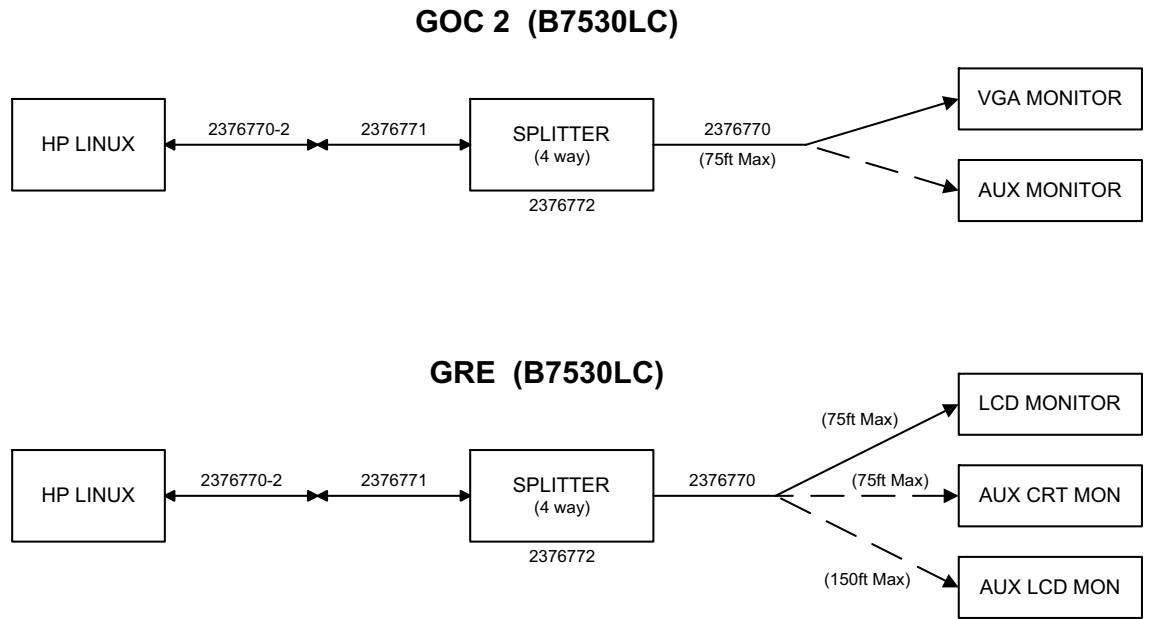 GOC 2 (B7530LC)
HP LINUX
2376770-2
2376771
SPLITTER
(4 way)
2376772
2376770
(75ft Max)
VGA MONITOR
AUX MONITOR
GRE (B7530LC)
HP LINUX
2376770-2
2376771
SPLITTER
(4 way)
2376772
2376770
(75ft Max)
LCD MONITOR
(75ft Max)
AUX CRT MON
(150ft Max)
AUX LCD MON